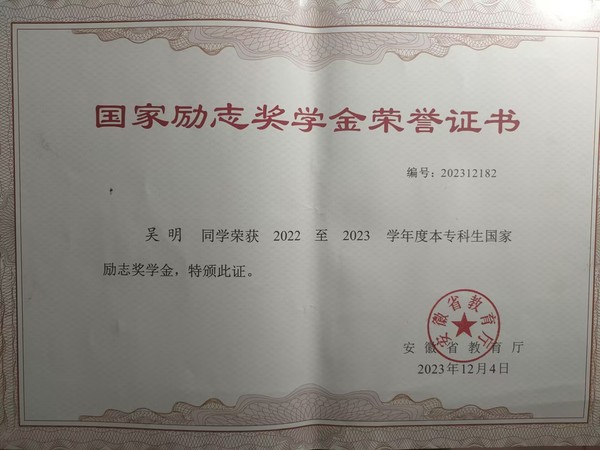 国家励志奖学金荣誉证书
编号：202312182
吴明 同学荣获 2022 至 2023 学年度本专科生国家
励志奖学金，特颁此证。
安徽省教育厅
安徽省教育厅
2023年12月4日